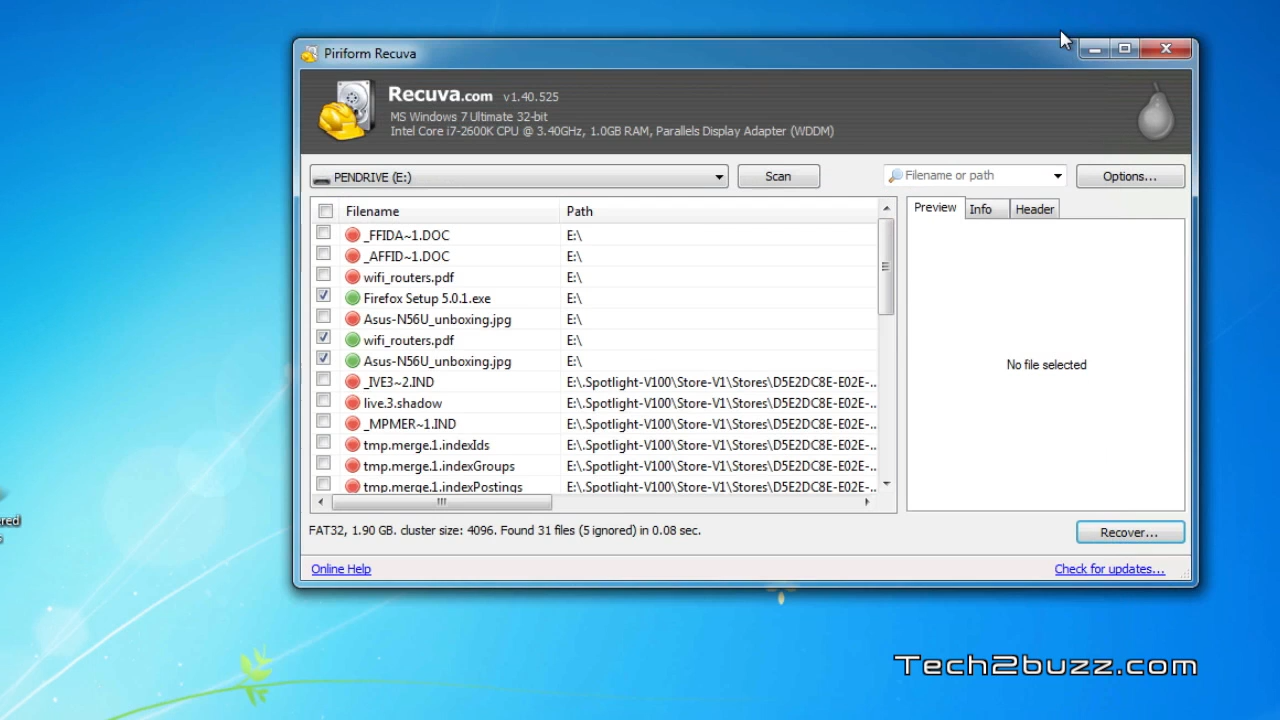 Piriform Recuva
Recuva.com v1.40.525
MS Windows 7 Ultimate 32-bit
Intel Core i7-2600K CPU @ 3.40GHz, 1.0GB RAM, Parallels Display Adapter (WDDM)
PENDRIVE (E:) Scan Filename or path Options...
Filename Path Preview Info Header
_FFIDA~1.DOC E:\
_AFFID~1.DOC E:\
wifi_routers.pdf E:\
Firefox Setup 5.0.1.exe E:\
Asus-N56U_unboxing.jpg E:\
wifi_routers.pdf E:\
Asus-N56U_unboxing.jpg E:\
No file selected
_IVE3~2.IND E:\.Spotlight-V100\Store-V1\Stores\D5E2DC8E-E02E-...
live.3.shadow E:\.Spotlight-V100\Store-V1\Stores\D5E2DC8E-E02E-...
_MPMER~1.IND E:\.Spotlight-V100\Store-V1\Stores\D5E2DC8E-E02E-...
tmp.merge.1.indexIds E:\.Spotlight-V100\Store-V1\Stores\D5E2DC8E-E02E-...
tmp.merge.1.indexGroups E:\.Spotlight-V100\Store-V1\Stores\D5E2DC8E-E02E-...
tmp.merge.1.indexPostings E:\.Spotlight-V100\Store-V1\Stores\D5E2DC8E-E02E-...
ered
s
FAT32, 1.90 GB. cluster size: 4096. Found 31 files (5 ignored) in 0.08 sec. Recover...
Online Help Check for updates...
Tech2buzz.com